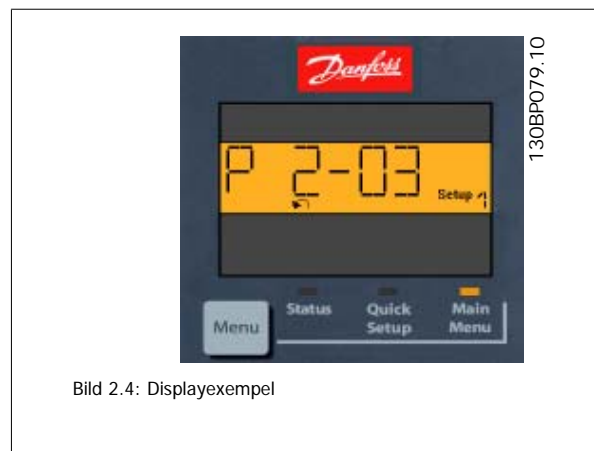 Danfoss
130BP079.10
P 2-03
Setup 1
Status Quick Setup Main Menu
Menu
Bild 2.4: Displayexempel